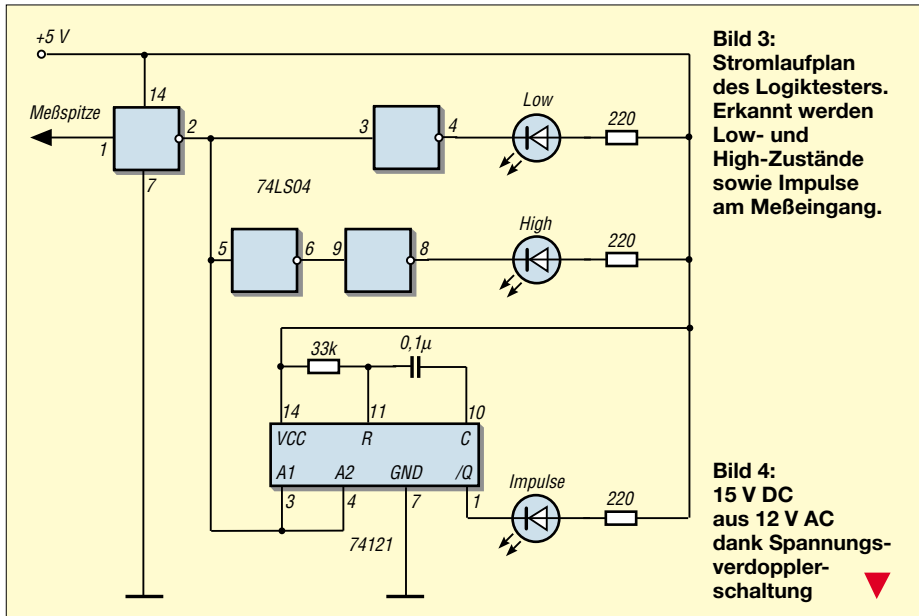 +5 V
14
Meßspitze
1
2
7
74LS04
3
4
Low
220
5
6
9
8
High
220
33k
0,1µ
14
11
10
VCC
R
C
A1
A2
GND
/Q
3
4
7
1
74121
Impulse
220
Bild 3:
Stromlaufplan
des Logiktesters.
Erkannt werden
Low- und
High-Zustände
sowie Impulse
am Meßeingang.
Bild 4:
15 V DC
aus 12 V AC
dank Spannungs-
verdoppler-
schaltung